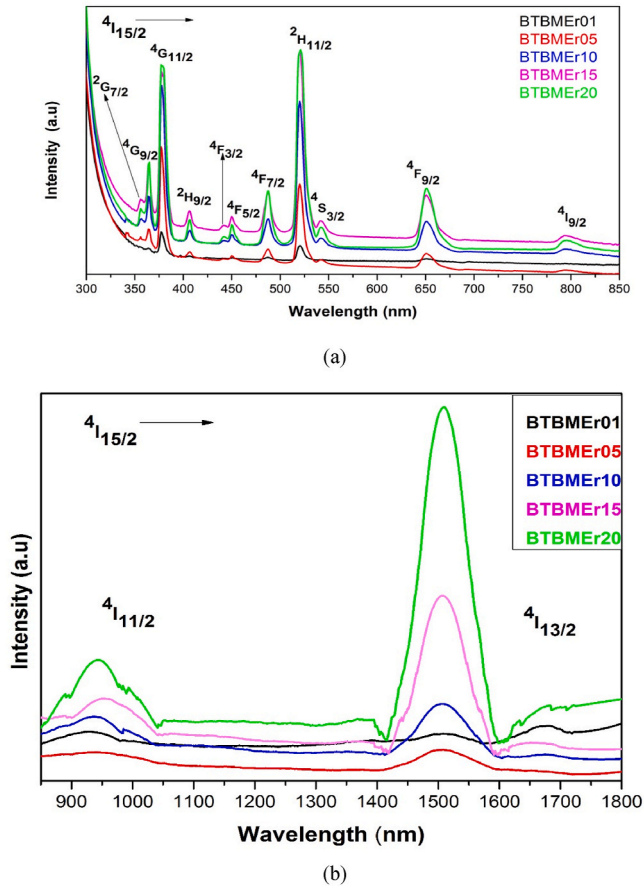 ⁴I₁₅/₂
⁴G₁₁/₂
²H₁₁/₂
BTBMEr01
BTBMEr05
BTBMEr10
BTBMEr15
BTBMEr20
²G₇/₂
⁴G₉/₂
²H₉/₂
⁴F₃/₂
⁴F₅/₂
⁴F₇/₂
⁴S₃/₂
⁴F₉/₂
⁴I₉/₂
Intensity (a.u)
300 350 400 450 500 550 600 650 700 750 800 850
Wavelength (nm)
(a)
⁴I₁₅/₂
BTBMEr01
BTBMEr05
BTBMEr10
BTBMEr15
BTBMEr20
⁴I₁₁/₂
⁴I₁₃/₂
Intensity (a.u)
900 1000 1100 1200 1300 1400 1500 1600 1700 1800
Wavelength (nm)
(b)